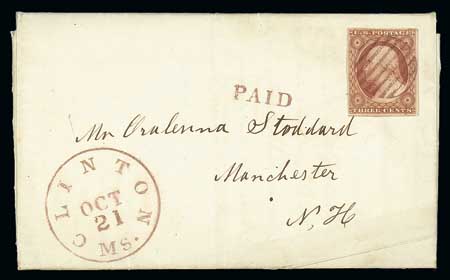 U.S. POSTAGE
THREE CENTS
PAID
Mr Oralenna Stoddard
Manchester
N, H
CLINTON
OCT
21
MS.